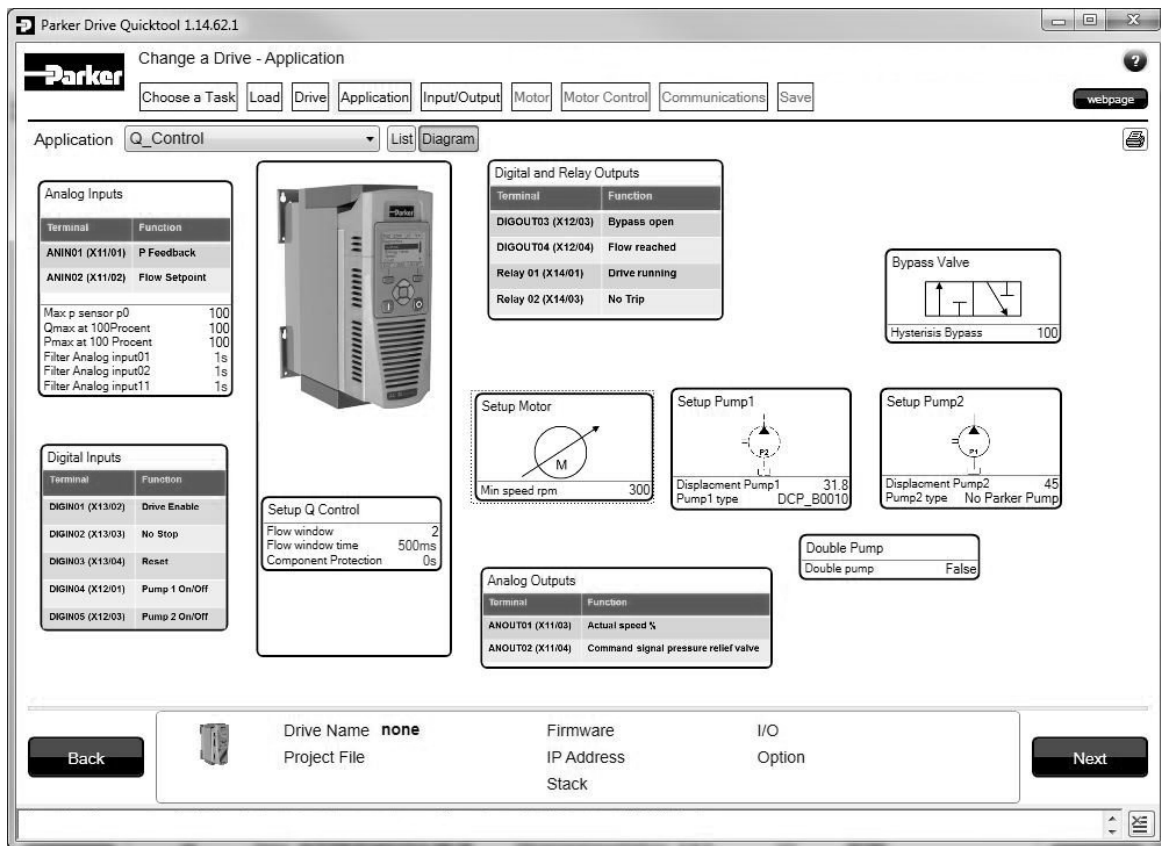 Parker Drive Quicktool 1.14.62.1
Parker
Change a Drive - Application
Choose a Task Load Drive Application Input/Output Motor Motor Control Communications Save
?
webpage
Application Q_Control List Diagram
Analog Inputs
Terminal Function
ANIN01 (X11/01) P Feedback
ANIN02 (X11/02) Flow Setpoint
Max p sensor p0 100
Qmax at 100Procent 100
Pmax at 100 Procent 100
Filter Analog input01 1s
Filter Analog input02 1s
Filter Analog input11 1s
Digital Inputs
Terminal Function
DIGIN01 (X13/02) Drive Enable
DIGIN02 (X13/03) No Stop
DIGIN03 (X13/04) Reset
DIGIN04 (X12/01) Pump 1 On/Off
DIGIN05 (X12/03) Pump 2 On/Off
Parker
Setup Q Control
Flow window 2
Flow window time 500ms
Component Protection 0s
Digital and Relay Outputs
Terminal Function
DIGOUT03 (X12/03) Bypass open
DIGOUT04 (X12/04) Flow reached
Relay 01 (X14/01) Drive running
Relay 02 (X14/03) No Trip
Bypass Valve
Hysterisis Bypass 100
Setup Motor
M
Min speed rpm 300
Setup Pump1
P2
Displacment Pump1 31.8
Pump1 type DCP_B0010
Setup Pump2
P1
Displacment Pump2 45
Pump2 type No Parker Pump
Double Pump
Double pump False
Analog Outputs
Terminal Function
ANOUT01 (X11/03) Actual speed %
ANOUT02 (X11/04) Command signal pressure relief valve
Back
Drive Name none Firmware I/O
Project File IP Address Option
Stack
Next